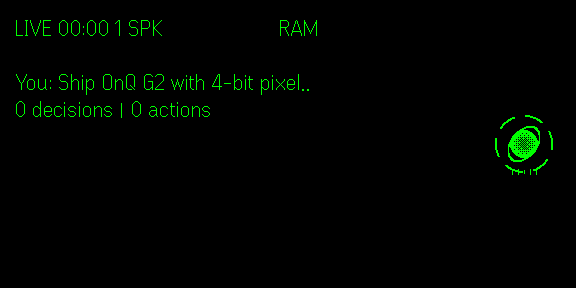 LIVE 00:00 1 SPK RAM
You: Ship OnQ G2 with 4-bit pixel..
0 decisions | 0 actions